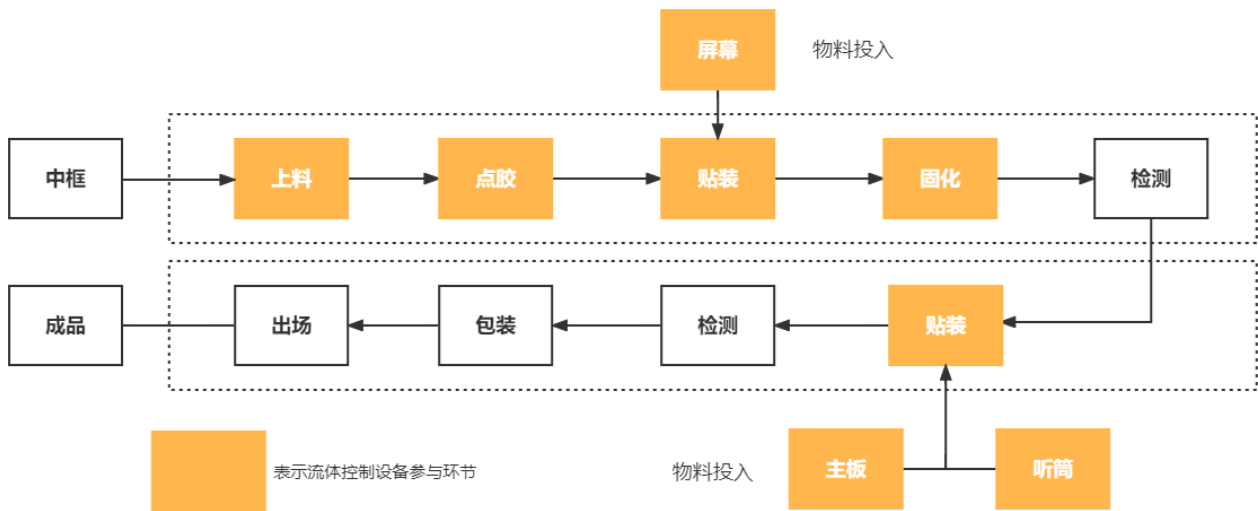 屏幕
物料投入
中框
上料
点胶
贴装
固化
检测
成品
出场
包装
检测
贴装
表示流体控制设备参与环节
物料投入
主板
听筒